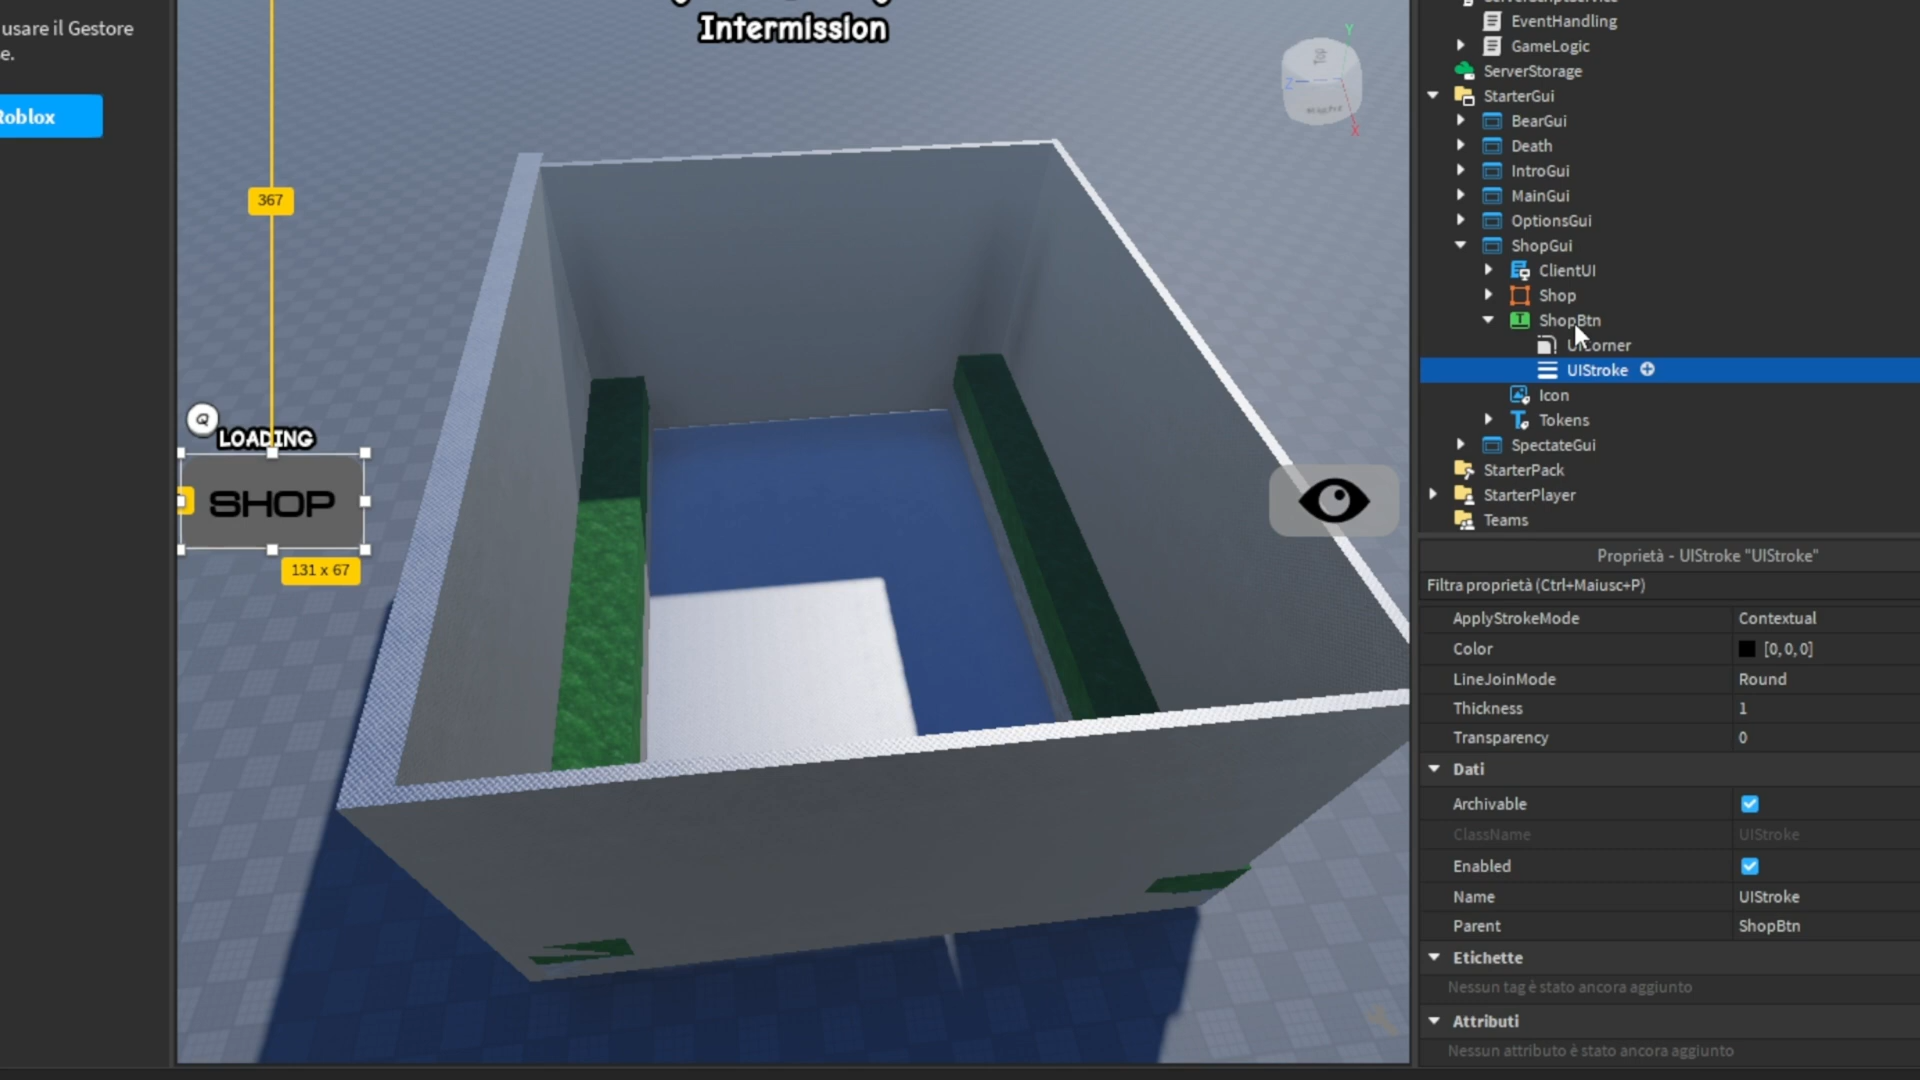 usare il Gestore
e.
Roblox
Intermission
Top
Y
Z
X
367
Q
LOADING
SHOP
131 x 67
EventHandling
GameLogic
ServerStorage
StarterGui
BearGui
Death
IntroGui
MainGui
OptionsGui
ShopGui
ClientUI
Shop
ShopBtn
UICorner
UIStroke
Icon
Tokens
SpectateGui
StarterPack
StarterPlayer
Teams
Proprietà - UIStroke "UIStroke"
Filtra proprietà (Ctrl+Maiusc+P)
ApplyStrokeMode Contextual
Color [0, 0, 0]
LineJoinMode Round
Thickness 1
Transparency 0
Dati
Archivable
ClassName UIStroke
Enabled
Name UIStroke
Parent ShopBtn
Etichette
Nessun tag è stato ancora aggiunto
Attributi
Nessun attributo è stato ancora aggiunto